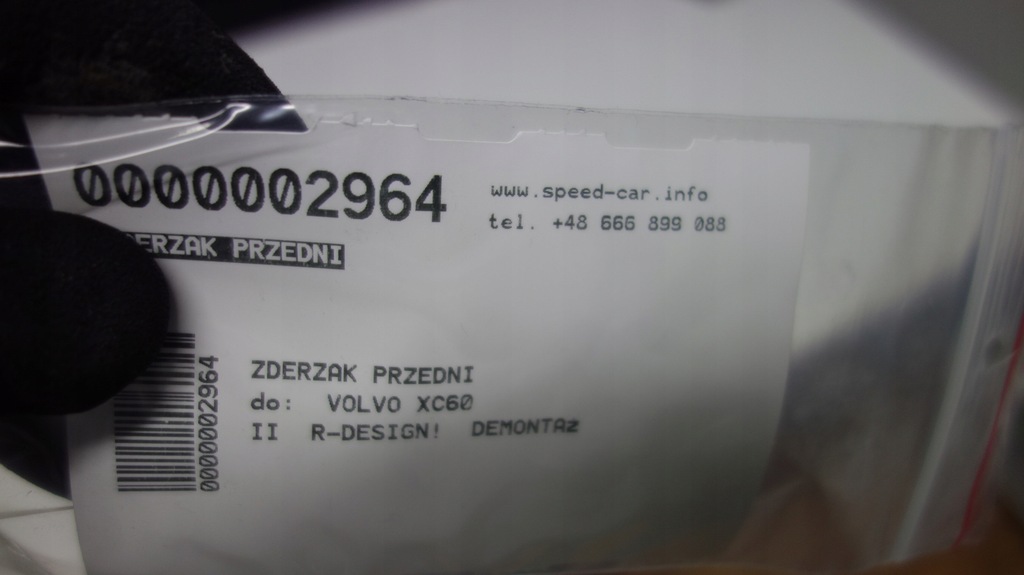 0000002964
www.speed-car.info
tel. +48 666 899 088
ZDERZAK PRZEDNI
0000002964
ZDERZAK PRZEDNI
do: VOLVO XC60
II R-DESIGN! DEMONTAż